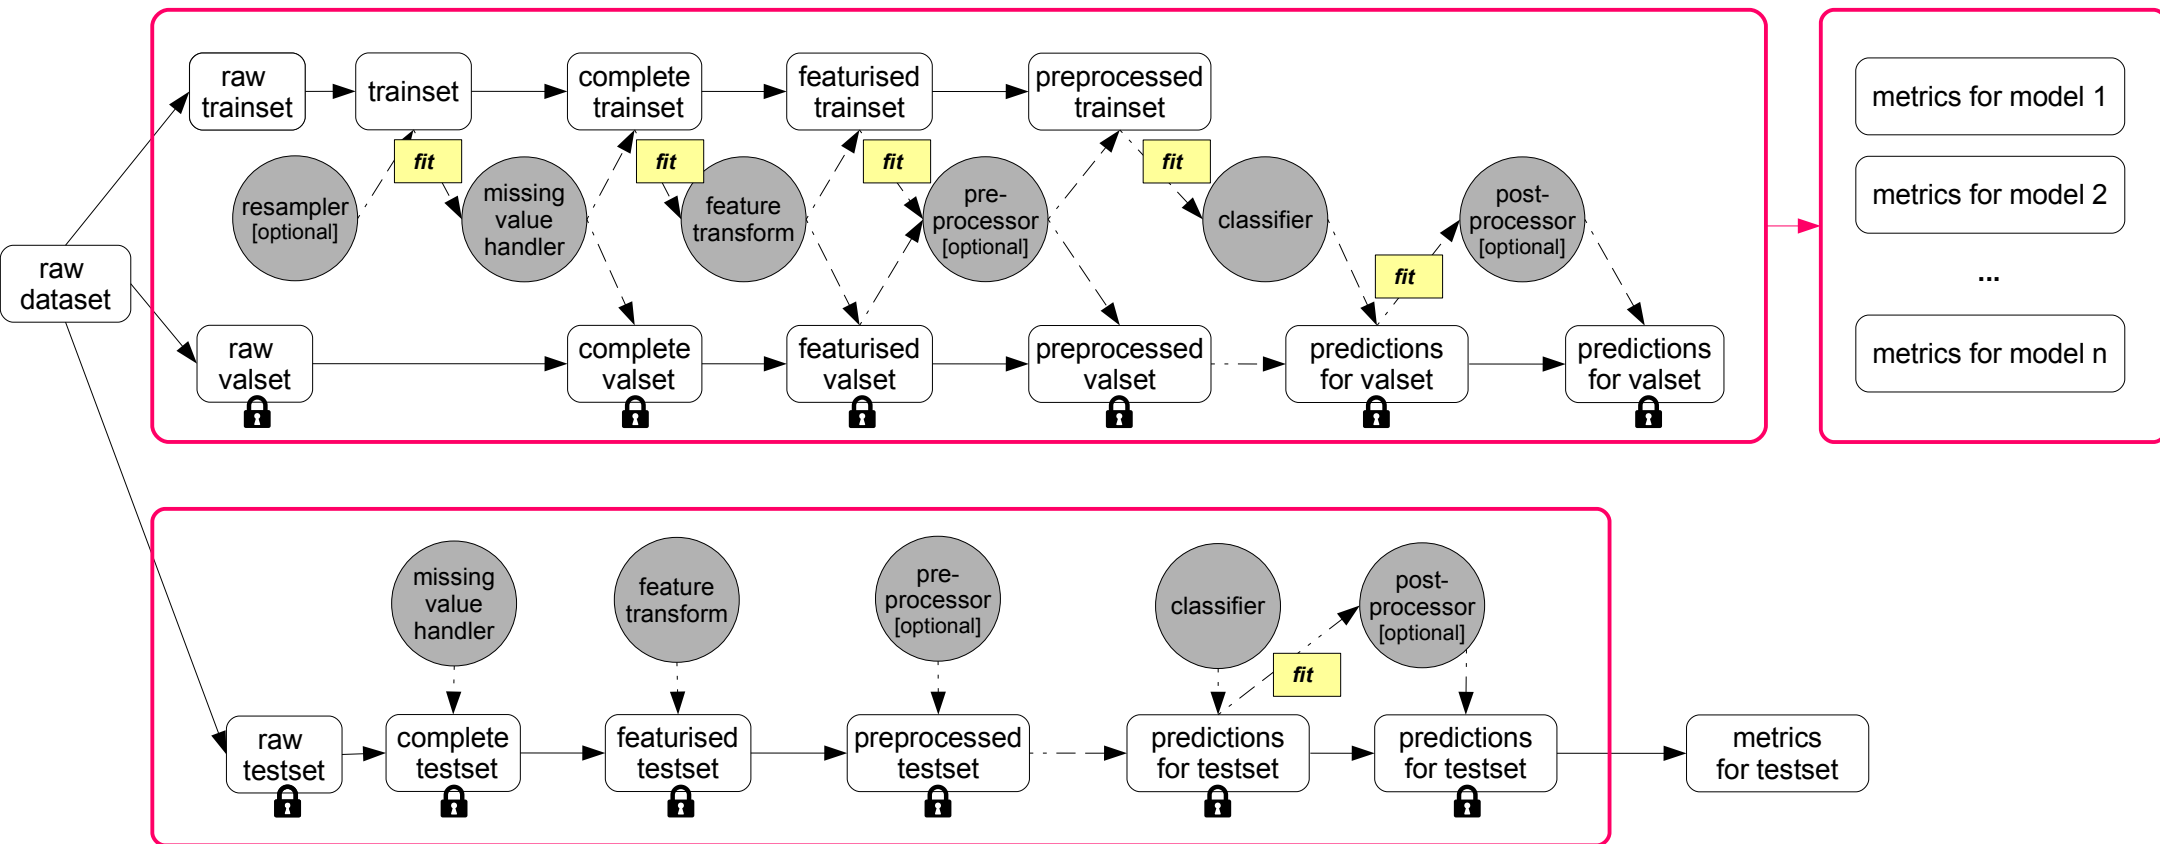 raw
trainset
trainset
complete
trainset
featurised
trainset
preprocessed
trainset
metrics for model 1
fit
fit
fit
fit
resampler
[optional]
missing
value
handler
feature
transform
pre-
processor
[optional]
classifier
post-
processor
[optional]
metrics for model 2
fit
...
raw
dataset
raw
valset
complete
valset
featurised
valset
preprocessed
valset
predictions
for valset
predictions
for valset
metrics for model n
missing
value
handler
feature
transform
pre-
processor
[optional]
classifier
post-
processor
[optional]
fit
raw
testset
complete
testset
featurised
testset
preprocessed
testset
predictions
for testset
predictions
for testset
metrics
for testset